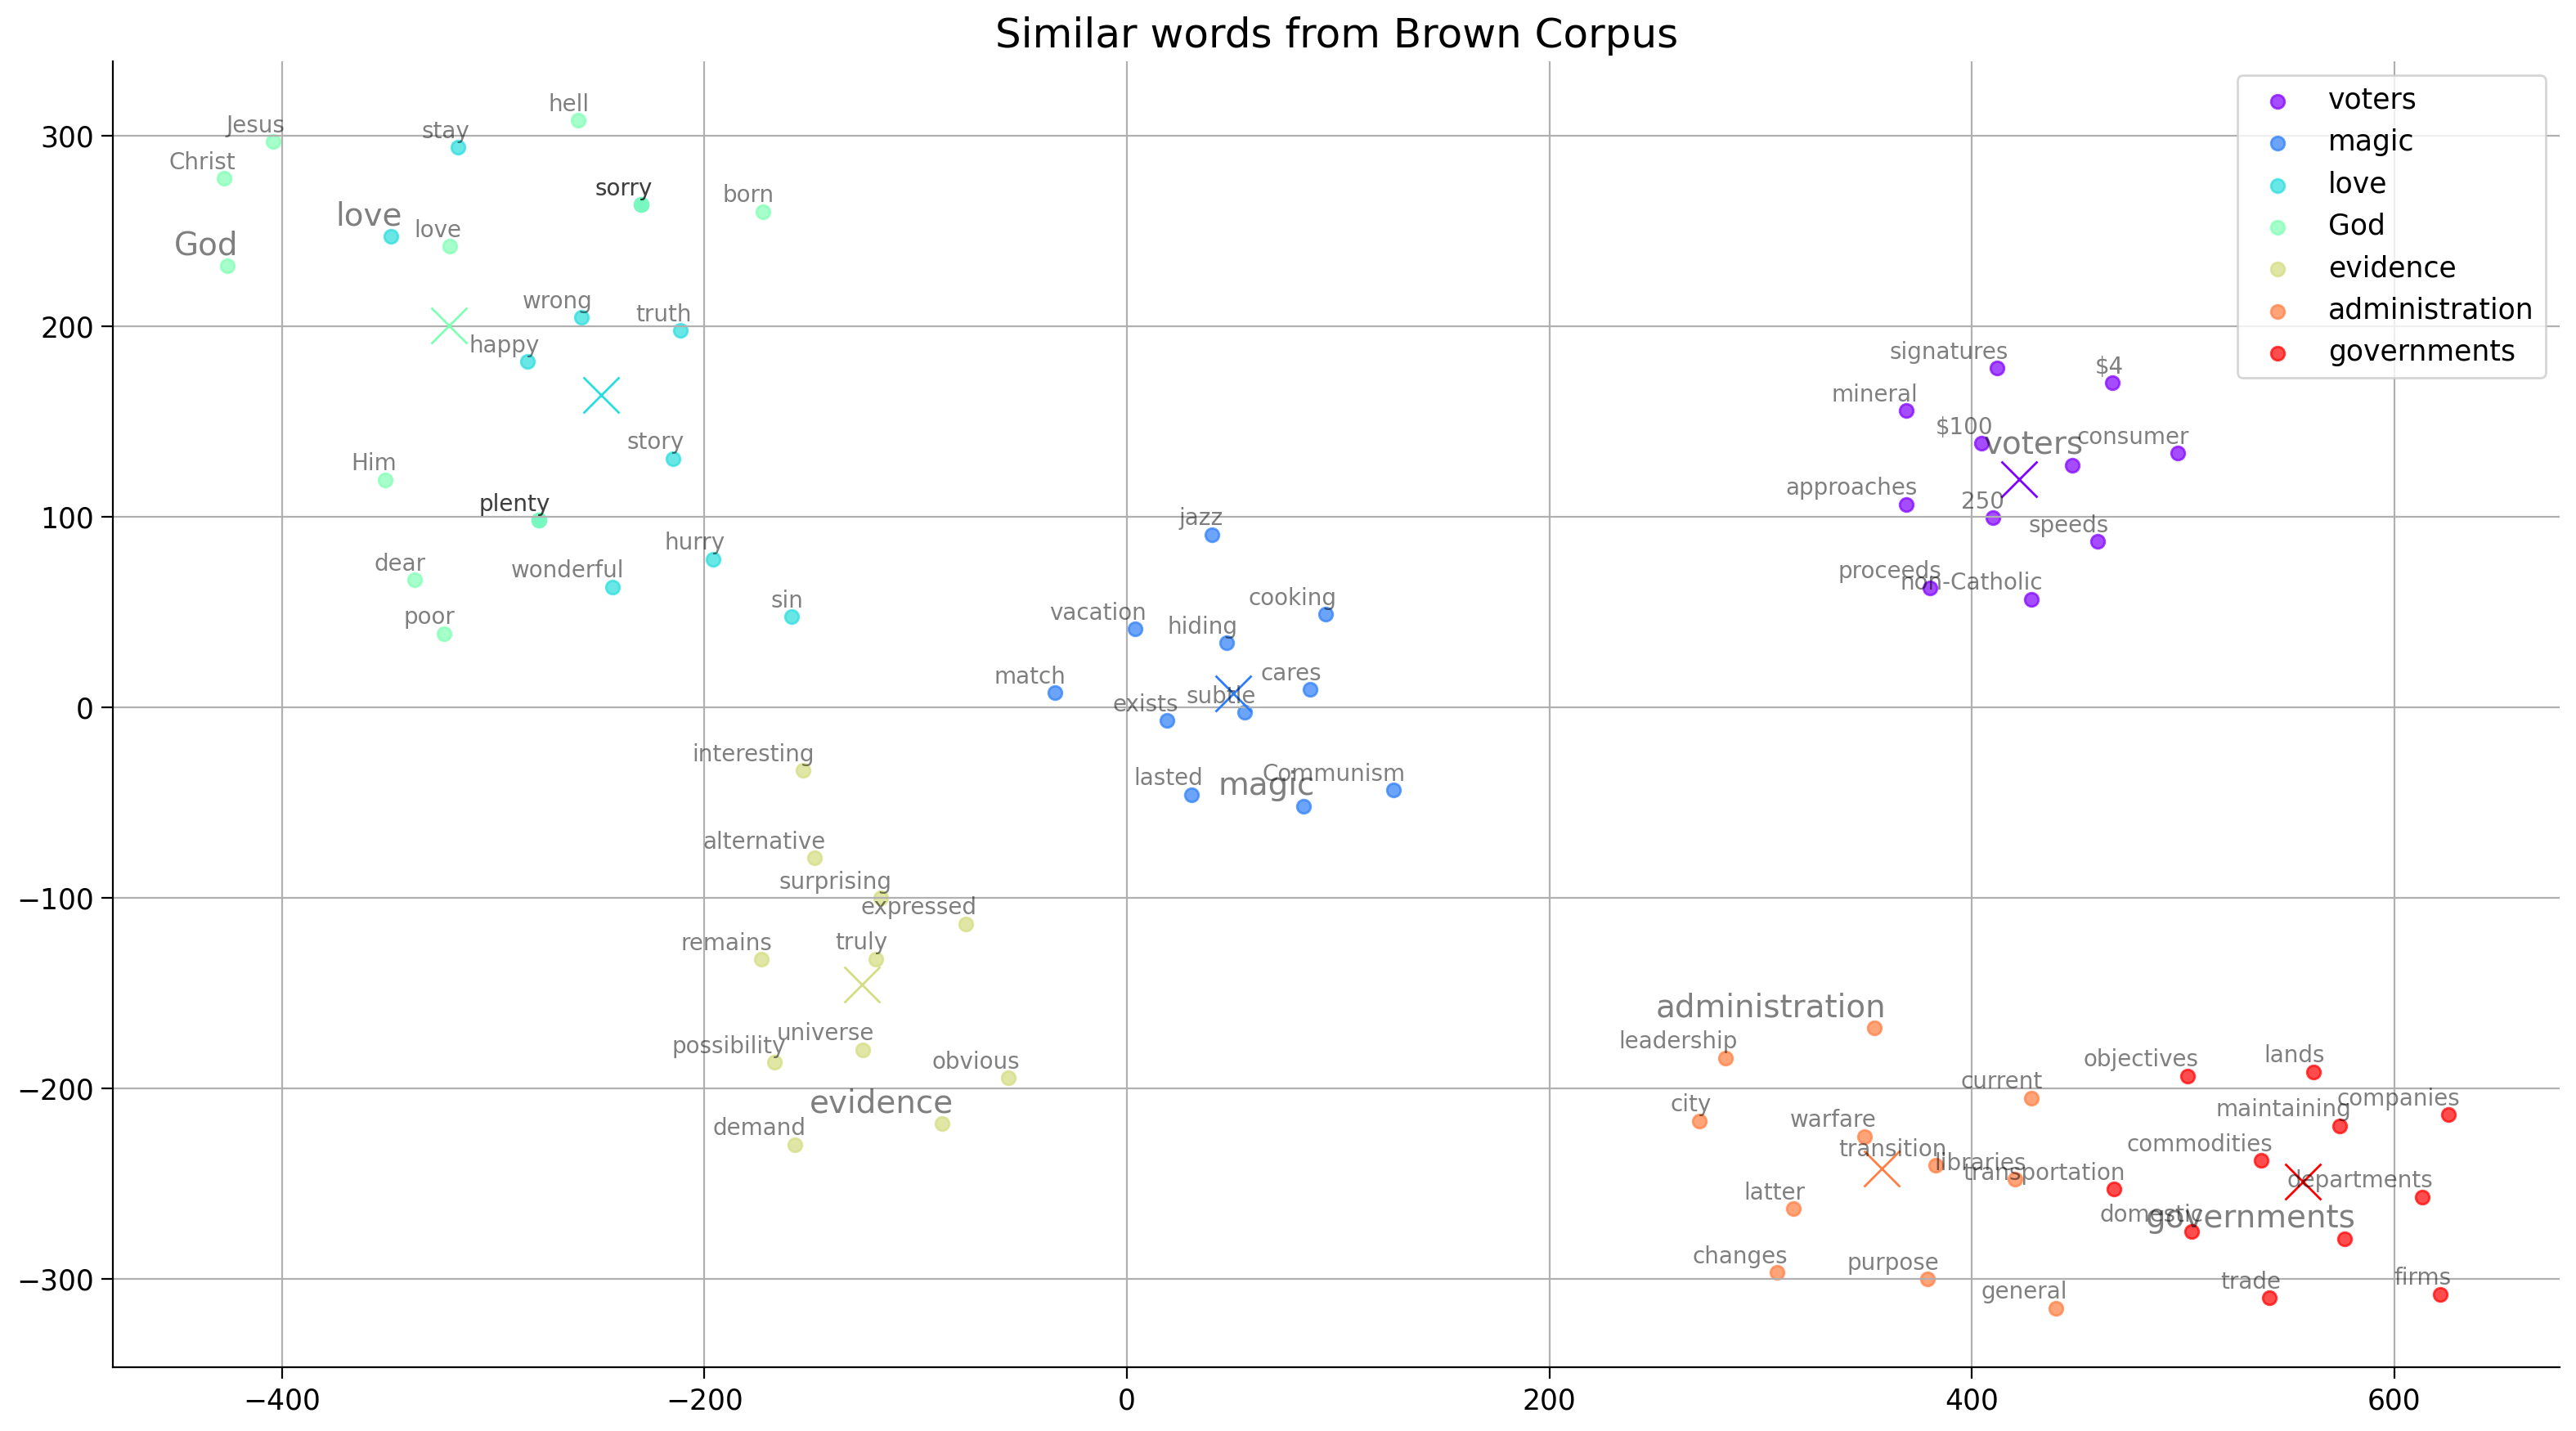 Similar words from Brown Corpus
300
200
100
0
−100
−200
−300
−400
−200
0
200
400
600
voters
magic
love
God
evidence
administration
governments
hell
Jesus
stay
Christ
sorry
born
love
love
God
wrong
truth
happy
story
Him
plenty
hurry
dear
wonderful
sin
poor
signatures
$4
mineral
$100
voters
consumer
approaches
250
speeds
proceeds
non-Catholic
jazz
cooking
vacation
hiding
match
cares
exists
subtle
lasted
magic
Communism
interesting
alternative
surprising
expressed
remains
truly
universe
possibility
obvious
evidence
demand
administration
leadership
current
city
warfare
transition
libraries
latter
changes
purpose
general
objectives
lands
companies
maintaining
commodities
transportation
departments
domestic
governments
trade
firms